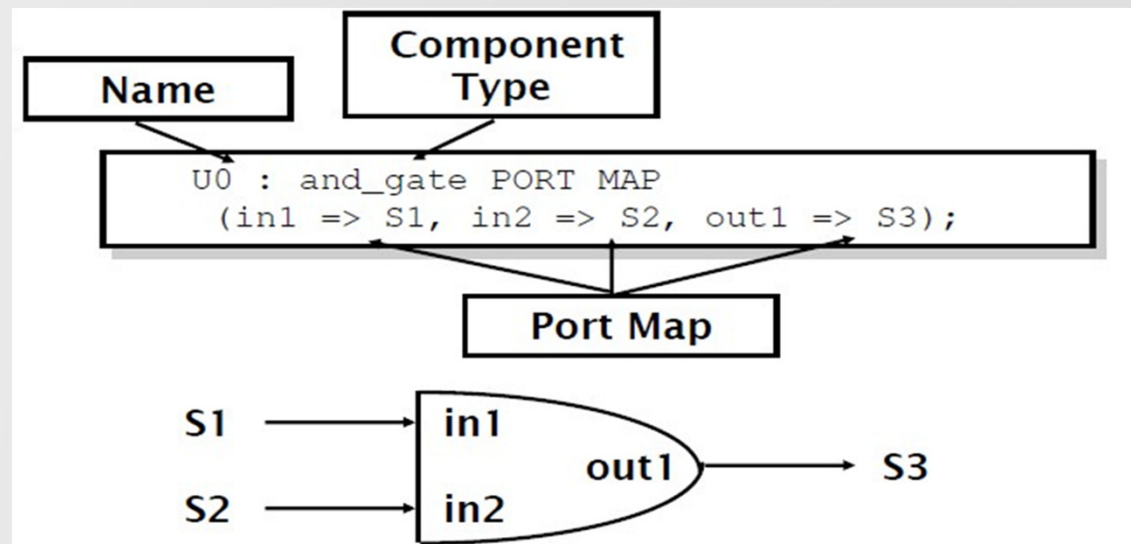 Component
Type
Name
U0 : and_gate PORT MAP
(in1 => S1, in2 => S2, out1 => S3);
Port Map
S1
in1
out1
S3
S2
in2